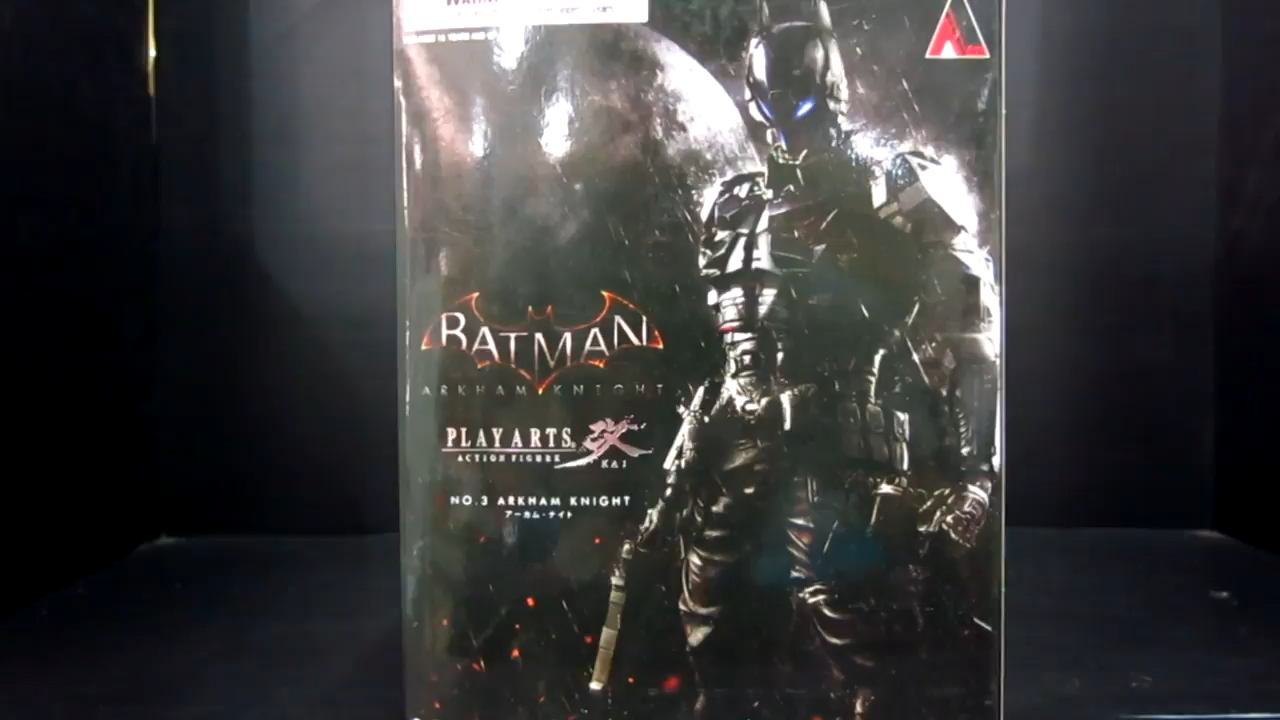 BATMAN
ARKHAM KNIGHT
PLAY ARTS 改
ACTION FIGURE KAI
NO.3 ARKHAM KNIGHT
アーカム・ナイト